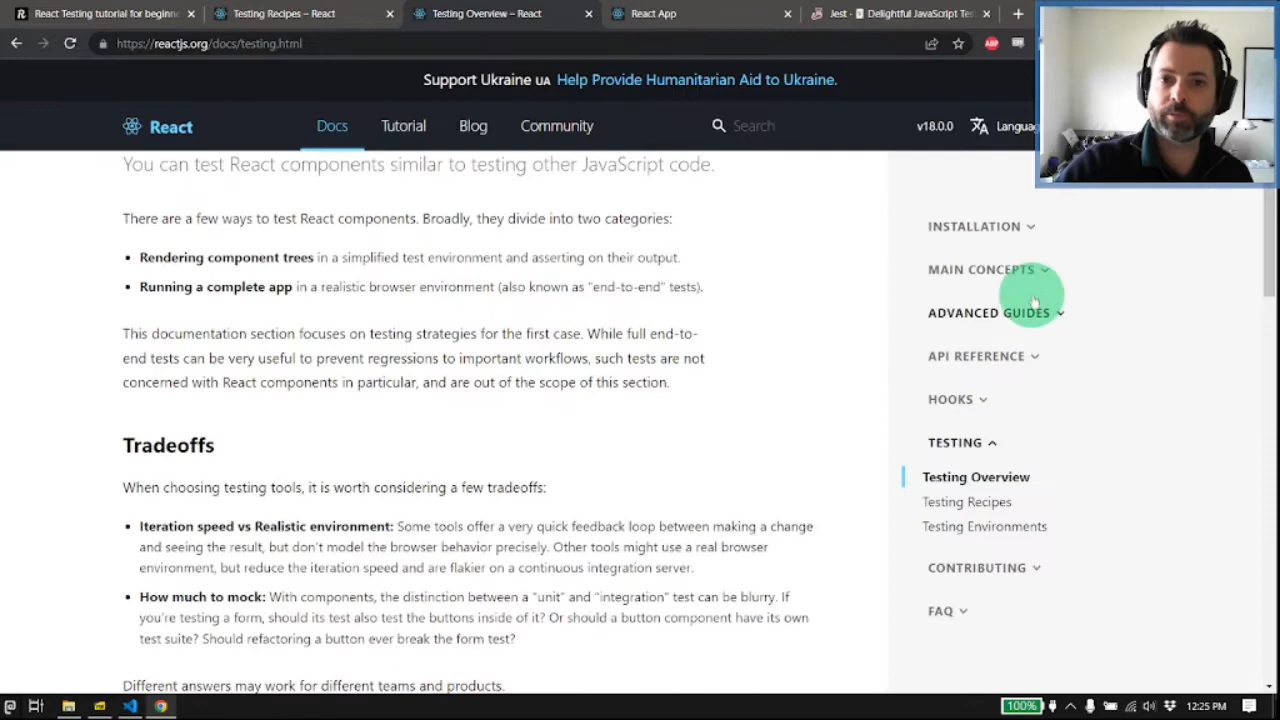 React Testing tutorial for beginne
Testing Recipes – React
Testing Overview – React
React App
Jest - Delightful JavaScript Tes
https://reactjs.org/docs/testing.html
ABP
Support Ukraine UA Help Provide Humanitarian Aid to Ukraine.
React
Docs
Tutorial
Blog
Community
Search
v18.0.0
Langua
You can test React components similar to testing other JavaScript code.
There are a few ways to test React components. Broadly, they divide into two categories:
• Rendering component trees in a simplified test environment and asserting on their output.
• Running a complete app in a realistic browser environment (also known as “end-to-end” tests).
This documentation section focuses on testing strategies for the first case. While full end-to-
end tests can be very useful to prevent regressions to important workflows, such tests are not
concerned with React components in particular, and are out of the scope of this section.
Tradeoffs
When choosing testing tools, it is worth considering a few tradeoffs:
• Iteration speed vs Realistic environment: Some tools offer a very quick feedback loop between making a change
and seeing the result, but don’t model the browser behavior precisely. Other tools might use a real browser
environment, but reduce the iteration speed and are flakier on a continuous integration server.
• How much to mock: With components, the distinction between a “unit” and “integration” test can be blurry. If
you’re testing a form, should its test also test the buttons inside of it? Or should a button component have its own
test suite? Should refactoring a button ever break the form test?
Different answers may work for different teams and products.
INSTALLATION
MAIN CONCEPTS
ADVANCED GUIDES
API REFERENCE
HOOKS
TESTING
Testing Overview
Testing Recipes
Testing Environments
CONTRIBUTING
FAQ
100%
12:25 PM